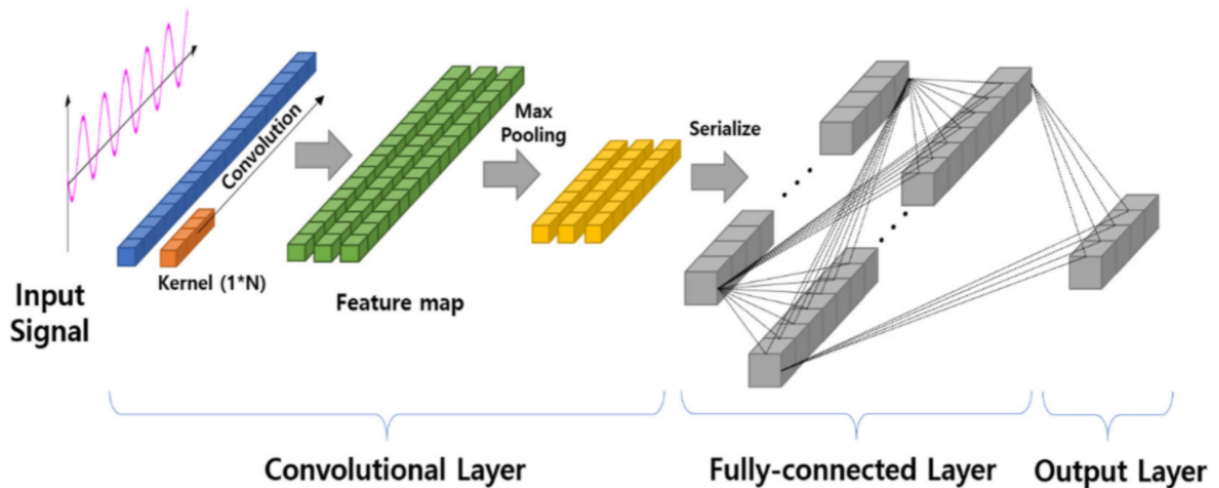 Input
Signal
Convolution
Kernel (1*N)
Feature map
Max
Pooling
Serialize
Convolutional Layer
Fully-connected Layer
Output Layer